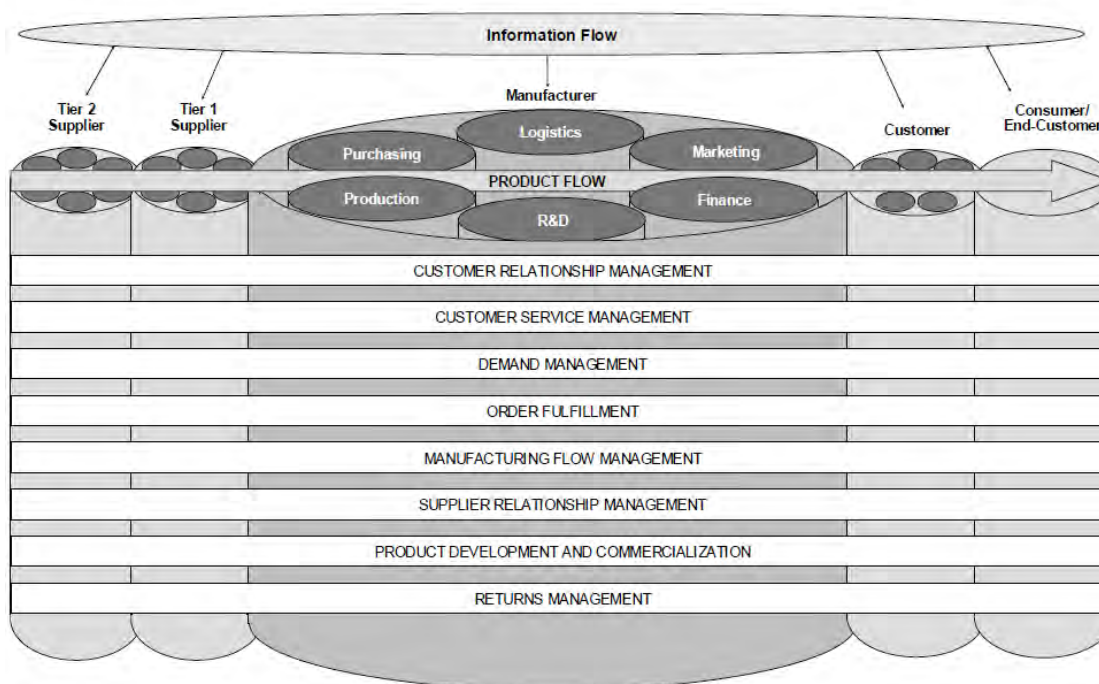 Information Flow
Tier 2
Supplier
Tier 1
Supplier
Manufacturer
Customer
Consumer/
End-Customer
Logistics
Purchasing
Marketing
PRODUCT FLOW
Production
Finance
R&D
CUSTOMER RELATIONSHIP MANAGEMENT
CUSTOMER SERVICE MANAGEMENT
DEMAND MANAGEMENT
ORDER FULFILLMENT
MANUFACTURING FLOW MANAGEMENT
SUPPLIER RELATIONSHIP MANAGEMENT
PRODUCT DEVELOPMENT AND COMMERCIALIZATION
RETURNS MANAGEMENT